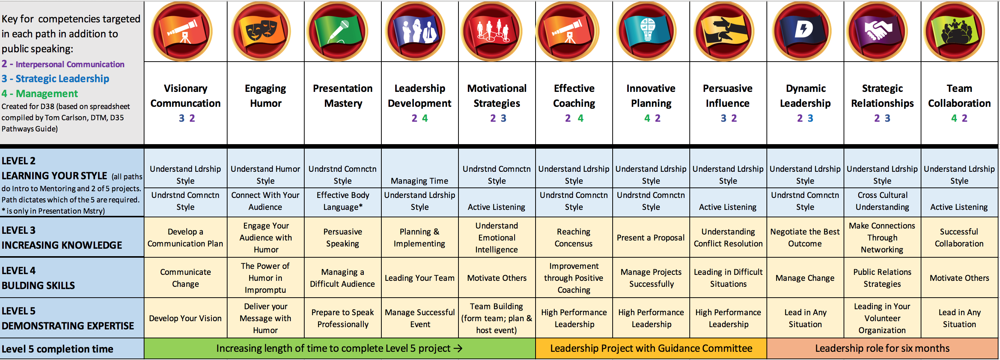 Key for  competencies targeted
in each path in addition to
public speaking:
2 - Interpersonal Communication
3 - Strategic Leadership
4 - Management
Created for D38 (based on spreadsheet
compiled by Tom Carlson, DTM, D35
Pathways Guide)
Visionary
Communcation
3 2
Engaging
Humor
Presentation
Mastery
Leadership
Development
2 4
Motivational
Strategies
2 3
Effective
Coaching
2 4
Innovative
Planning
4 2
Persuasive
Influence
3 2
D
Dynamic
Leadership
2 3
Strategic
Relationships
2 3
Team
Collaboration
4 2
LEVEL 2
LEARNING YOUR STYLE (all paths
do Intro to Mentoring and 2 of 5 projects.
Path dictates which of the 5 are required.
* is only in Presentation Mstry)
Understand Ldrship
Style
Understand Humor
Style
Undrstnd Comnctn
Style
Managing Time
Undrstnd Comnctn
Style
Understand Ldrship
Style
Understand Ldrship
Style
Understand Ldrship
Style
Understand Ldrship
Style
Understand Ldrship
Style
Understand Ldrship
Style
Undrstnd Comnctn
Style
Connect With Your
Audience
Effective Body
Language*
Understand Ldrship
Style
Active Listening
Undrstnd Comnctn
Style
Undrstnd Comnctn
Style
Active Listening
Undrstnd Comnctn
Style
Cross Cultural
Understanding
Active Listening
LEVEL 3
INCREASING KNOWLEDGE
Develop a
Communication Plan
Engage Your
Audience with
Humor
Persuasive
Speaking
Planning &
Implementing
Understand
Emotional
Intelligence
Reaching
Concensus
Present a Proposal
Understanding
Conflict Resolution
Negotiate the Best
Outcome
Make Connections
Through
Networking
Successful
Collaboration
LEVEL 4
BULDING SKILLS
Communicate
Change
The Power of
Humor in
Impromptu
Managing a
Difficult Audience
Leading Your Team
Motivate Others
Improvement
through Positive
Coaching
Manage Projects
Successfully
Leading in Difficult
Situations
Manage Change
Public Relations
Strategies
Motivate Others
LEVEL 5
DEMONSTRATING EXPERTISE
Develop Your Vision
Deliver your
Message with
Humor
Prepare to Speak
Professionally
Manage Successful
Event
Team Building
(form team; plan &
host event)
High Performance
Leadership
High Performance
Leadership
High Performance
Leadership
Lead in Any
Situation
Leading in Your
Volunteer
Organization
Lead in Any
Situation
Level 5 completion time
Increasing length of time to complete Level 5 project →
Leadership Project with Guidance Committee
Leadership role for six months